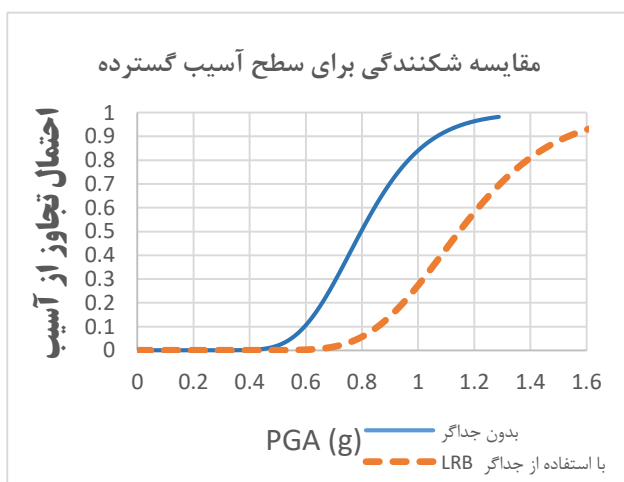 مقایسه شکنندگی برای سطح آسیب گسترده
احتمال تجاوز از آسیب
1
0.9
0.8
0.7
0.6
0.5
0.4
0.3
0.2
0.1
0
0 0.2 0.4 0.6 0.8 1 1.2 1.4 1.6
PGA (g)
بدون جداگر
با استفاده از جداگر LRB